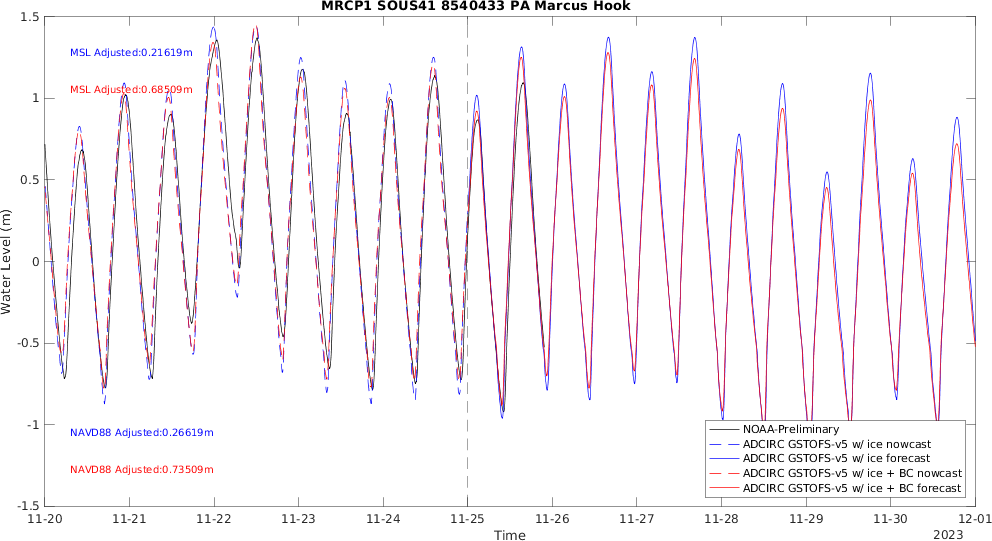 MRCP1 SOUS41 8540433 PA Marcus Hook
1.5
1
0.5
0
-0.5
-1
-1.5
Water Level (m)
MSL Adjusted:0.21619m
MSL Adjusted:0.68509m
NAVD88 Adjusted:0.26619m
NAVD88 Adjusted:0.73509m
NOAA-Preliminary
ADCIRC GSTOFS-v5 w/ ice nowcast
ADCIRC GSTOFS-v5 w/ ice forecast
ADCIRC GSTOFS-v5 w/ ice + BC nowcast
ADCIRC GSTOFS-v5 w/ ice + BC forecast
11-20 11-21 11-22 11-23 11-24 11-25 11-26 11-27 11-28 11-29 11-30 12-01
Time
2023